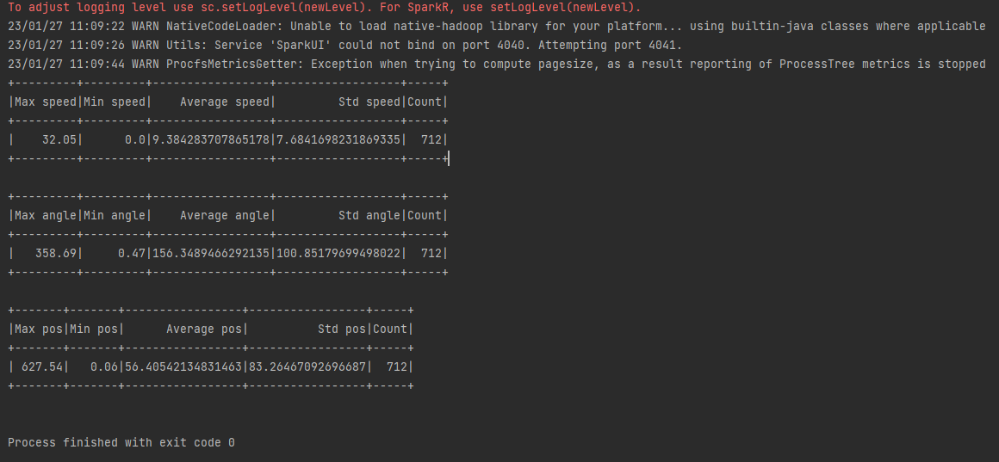 To adjust logging level use sc.setLogLevel(newLevel). For SparkR, use setLogLevel(newLevel).
23/01/27 11:09:22 WARN NativeCodeLoader: Unable to load native-hadoop library for your platform... using builtin-java classes where applicable
23/01/27 11:09:26 WARN Utils: Service 'SparkUI' could not bind on port 4040. Attempting port 4041.
23/01/27 11:09:44 WARN ProcfsMetricsGetter: Exception when trying to compute pagesize, as a result reporting of ProcessTree metrics is stopped
+---------+---------+-----------------+------------------+-----+
|Max speed|Min speed|    Average speed|         Std speed|Count|
+---------+---------+-----------------+------------------+-----+
|    32.05|      0.0|9.384283707865178|7.6841698231869335|  712|
+---------+---------+-----------------+------------------+-----+

+---------+---------+-----------------+------------------+-----+
|Max angle|Min angle|    Average angle|         Std angle|Count|
+---------+---------+-----------------+------------------+-----+
|   358.69|     0.47|156.3489466292135|100.85179699498022|  712|
+---------+---------+-----------------+------------------+-----+

+-------+-------+-----------------+-----------------+-----+
|Max pos|Min pos|      Average pos|          Std pos|Count|
+-------+-------+-----------------+-----------------+-----+
| 627.54|   0.06|56.40542134831463|83.26467092696687|  712|
+-------+-------+-----------------+-----------------+-----+

Process finished with exit code 0